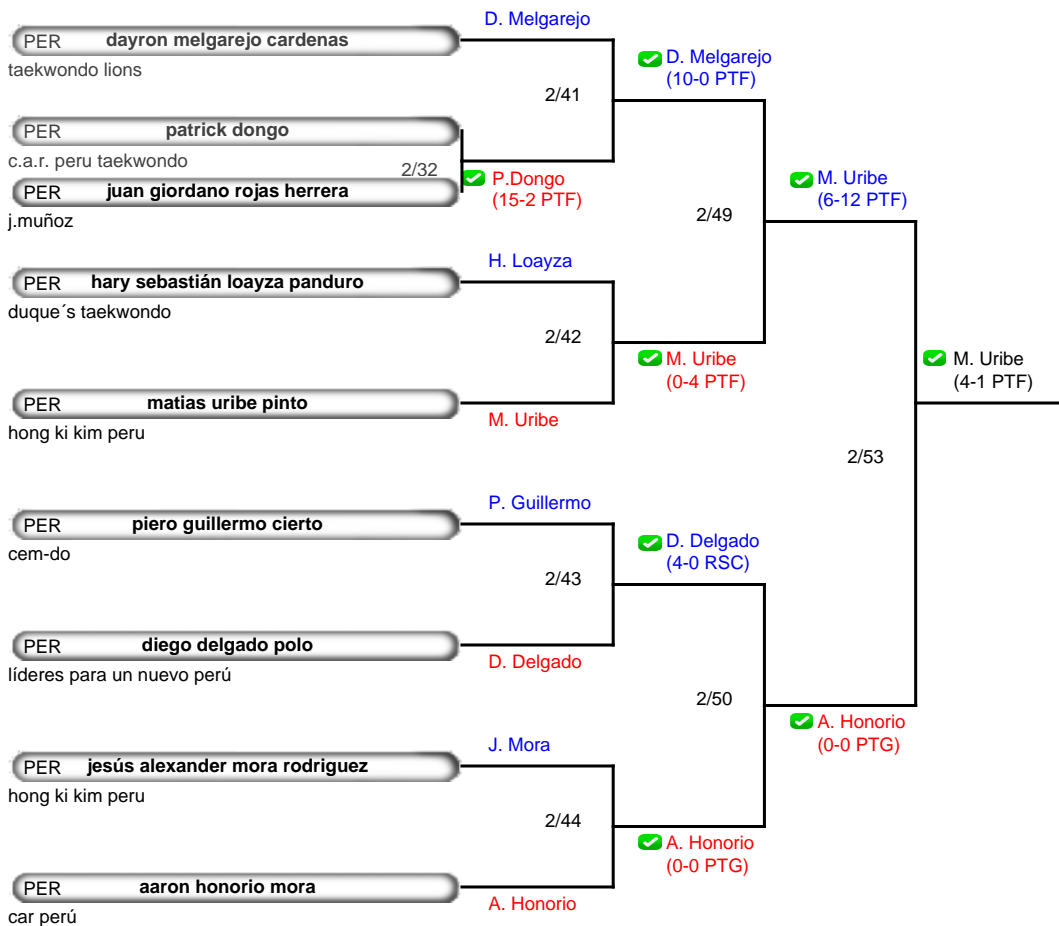 D. Melgarejo
PER dayron melgarejo cardenas
taekwondo lions
D. Melgarejo
(10-0 PTF)
2/41
PER patrick dongo
c.a.r. peru taekwondo
2/32
P.Dongo
(15-2 PTF)
PER juan giordano rojas herrera
j.muñoz
M. Uribe
(6-12 PTF)
2/49
H. Loayza
PER hary sebastián loayza panduro
duque´s taekwondo
2/42
M. Uribe
(0-4 PTF)
M. Uribe
(4-1 PTF)
PER matias uribe pinto
hong ki kim peru
M. Uribe
2/53
P. Guillermo
PER piero guillermo cierto
cem-do
D. Delgado
(4-0 RSC)
2/43
PER diego delgado polo
líderes para un nuevo perú
D. Delgado
2/50
A. Honorio
(0-0 PTG)
J. Mora
PER jesús alexander mora rodriguez
hong ki kim peru
2/44
A. Honorio
(0-0 PTG)
PER aaron honorio mora
car perú
A. Honorio